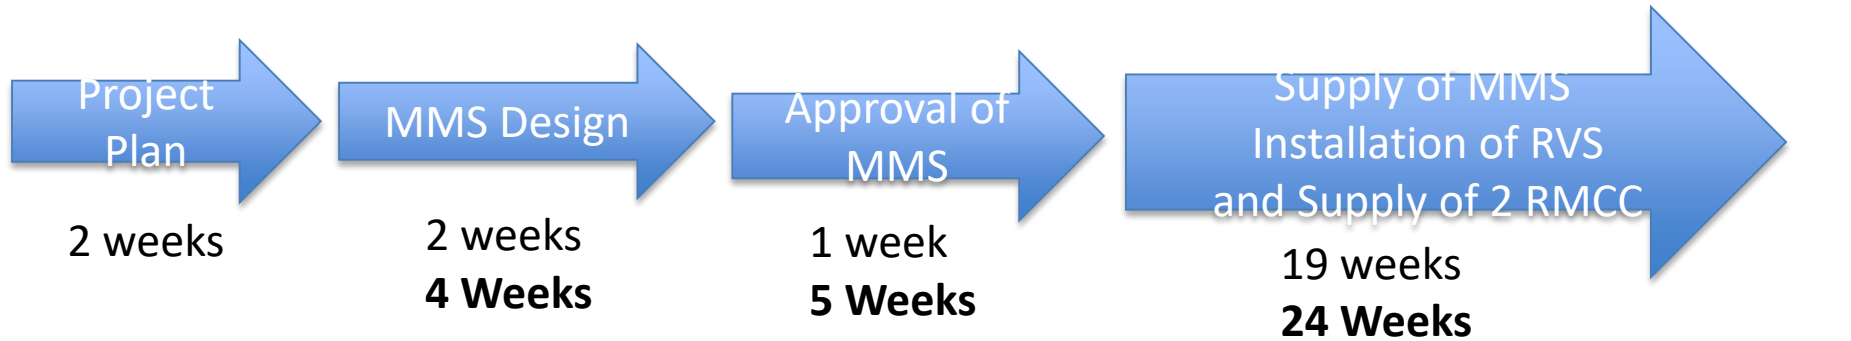 Project
Plan
2 weeks
MMS Design
2 weeks
4 Weeks
Approval of
MMS
1 week
5 Weeks
Supply of MMS
Installation of RVS
and Supply of 2 RMCC
19 weeks
24 Weeks